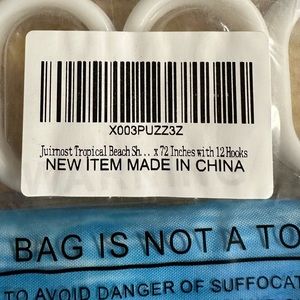 X003PUZZ3Z
Juirnost Tropical Beach Sh... x 72 Inches with 12 Hooks
NEW ITEM MADE IN CHINA
BAG IS NOT A TO
TO AVOID DANGER OF SUFFOCAT